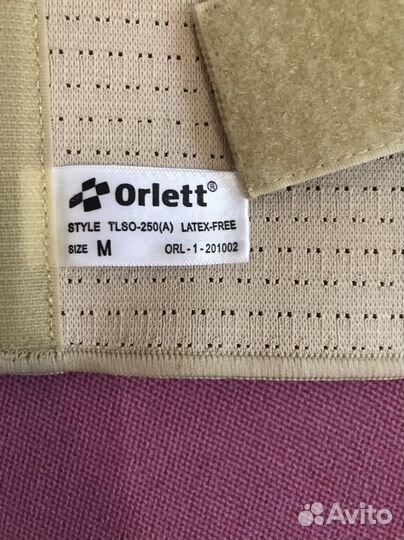 Orlett®
STYLE TLSO-250(A) LATEX-FREE
SIZE M ORL-1-201002
Avito